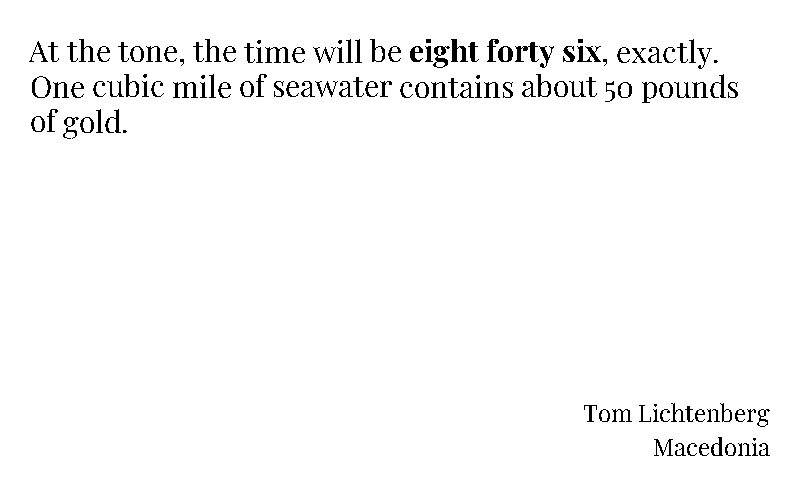 At the tone, the time will be eight forty six, exactly.
One cubic mile of seawater contains about 50 pounds
of gold.
Tom Lichtenberg
Macedonia